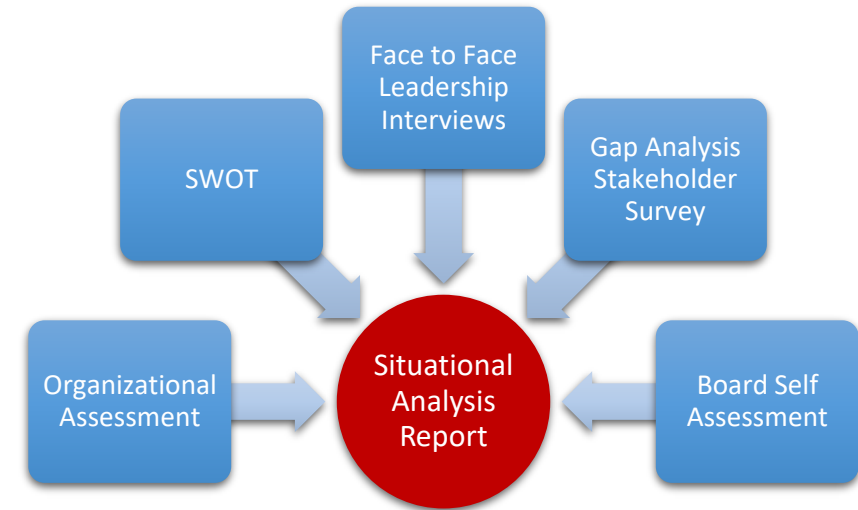 Face to Face
Leadership
Interviews
SWOT
Gap Analysis
Stakeholder
Survey
Organizational
Assessment
Situational
Analysis
Report
Board Self
Assessment